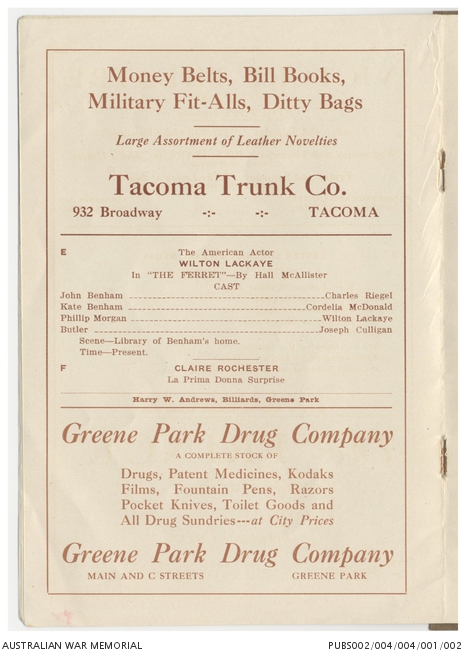 Money Belts, Bill Books,
Military Fit-Alls, Ditty Bags
Large Assortment of Leather Novelties
Tacoma Trunk Co.
932 Broadway -:- -:- TACOMA
E The American Actor
WILTON LACKAYE
In "THE FERRET"—By Hall McAllister
CAST
John Benham Charles Riegel
Kate Benham Cordelia McDonald
Phillip Morgan Wilton Lackaye
Butler Joseph Culligan
Scene—Library of Benham's home.
Time—Present.
F CLAIRE ROCHESTER
La Prima Donna Surprise
Harry W. Andrews, Billiards, Greene Park
Greene Park Drug Company
A COMPLETE STOCK OF
Drugs, Patent Medicines, Kodaks
Films, Fountain Pens, Razors
Pocket Knives, Toilet Goods and
All Drug Sundries---at City Prices
Greene Park Drug Company
MAIN AND C STREETS GREENE PARK
AUSTRALIAN WAR MEMORIAL PUBS002/004/004/001/002